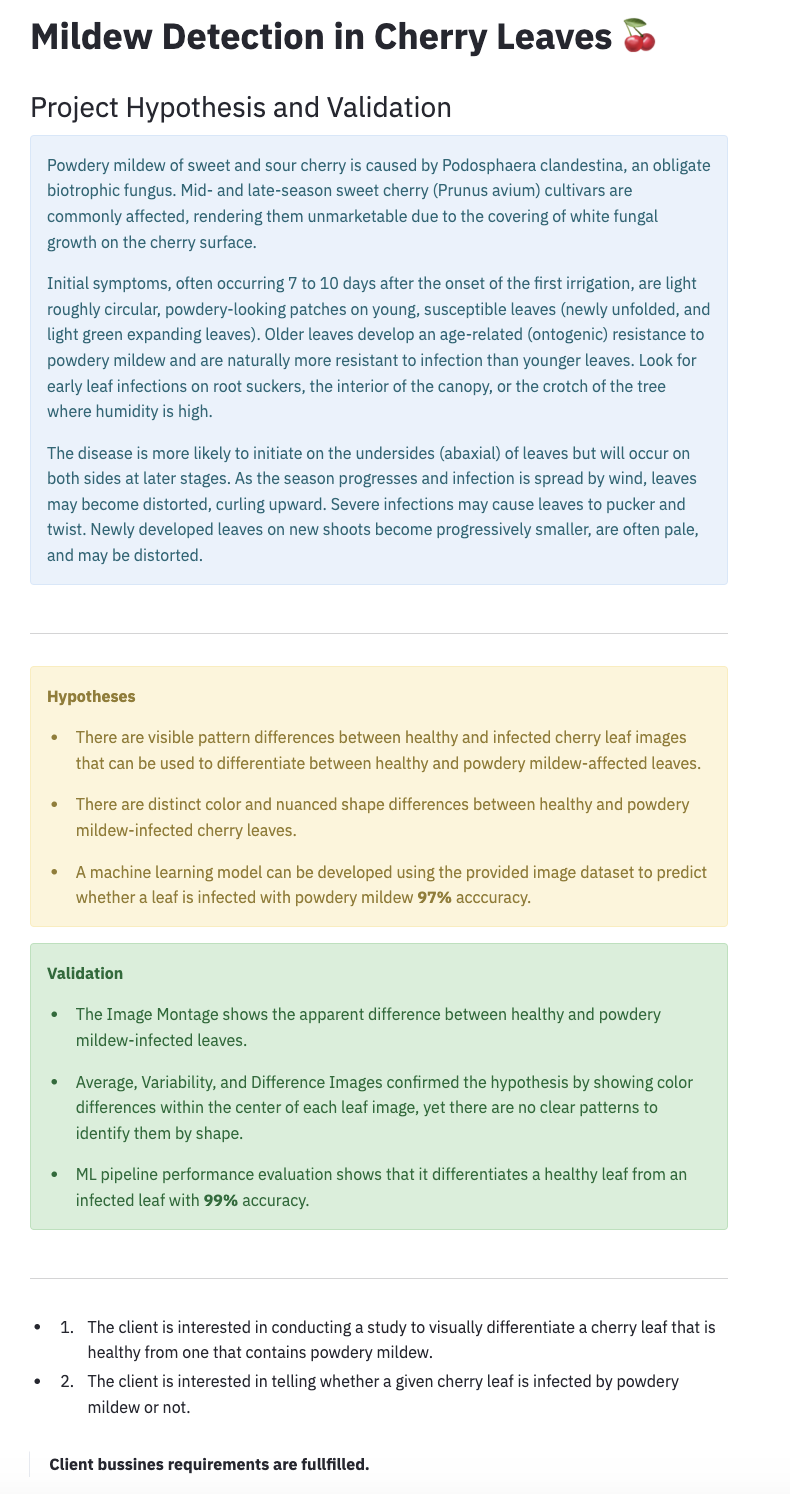 Mildew Detection in Cherry Leaves 🍒
Project Hypothesis and Validation
Powdery mildew of sweet and sour cherry is caused by Podosphaera clandestina, an obligate
biotrophic fungus. Mid- and late-season sweet cherry (Prunus avium) cultivars are
commonly affected, rendering them unmarketable due to the covering of white fungal
growth on the cherry surface.
Initial symptoms, often occurring 7 to 10 days after the onset of the first irrigation, are light
roughly circular, powdery-looking patches on young, susceptible leaves (newly unfolded, and
light green expanding leaves). Older leaves develop an age-related (ontogenic) resistance to
powdery mildew and are naturally more resistant to infection than younger leaves. Look for
early leaf infections on root suckers, the interior of the canopy, or the crotch of the tree
where humidity is high.
The disease is more likely to initiate on the undersides (abaxial) of leaves but will occur on
both sides at later stages. As the season progresses and infection is spread by wind, leaves
may become distorted, curling upward. Severe infections may cause leaves to pucker and
twist. Newly developed leaves on new shoots become progressively smaller, are often pale,
and may be distorted.
Hypotheses
• There are visible pattern differences between healthy and infected cherry leaf images
that can be used to differentiate between healthy and powdery mildew-affected leaves.
• There are distinct color and nuanced shape differences between healthy and powdery
mildew-infected cherry leaves.
• A machine learning model can be developed using the provided image dataset to predict
whether a leaf is infected with powdery mildew 97% acccuracy.
Validation
• The Image Montage shows the apparent difference between healthy and powdery
mildew-infected leaves.
• Average, Variability, and Difference Images confirmed the hypothesis by showing color
differences within the center of each leaf image, yet there are no clear patterns to
identify them by shape.
• ML pipeline performance evaluation shows that it differentiates a healthy leaf from an
infected leaf with 99% accuracy.
• 1. The client is interested in conducting a study to visually differentiate a cherry leaf that is
healthy from one that contains powdery mildew.
• 2. The client is interested in telling whether a given cherry leaf is infected by powdery
mildew or not.
Client bussines requirements are fullfilled.